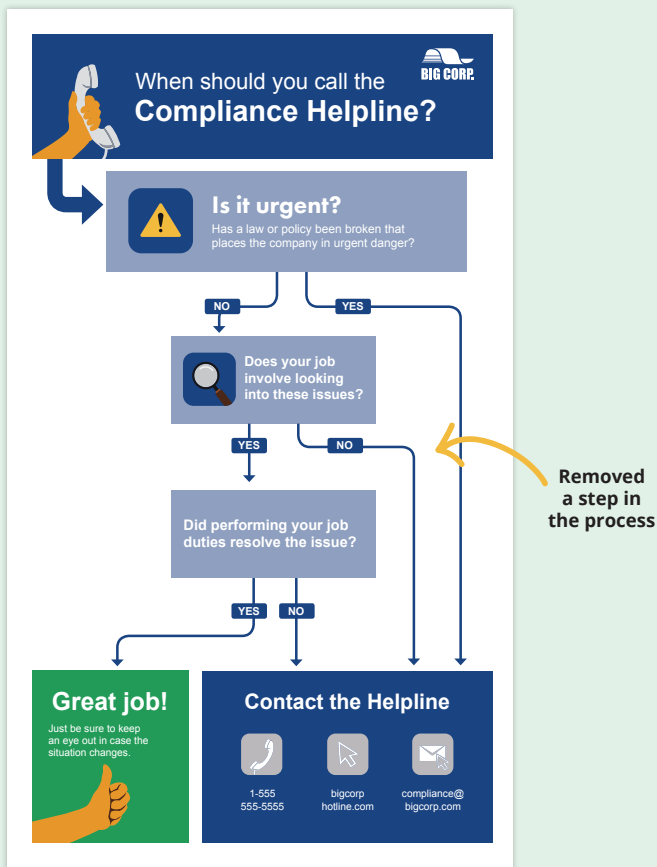 When should you call the
Compliance Helpline?
BIG CORP.
Is it urgent?
Has a law or policy been broken that
places the company in urgent danger?
NO
YES
Does your job
involve looking
into these issues?
YES
NO
Removed
a step in
the process
Did performing your job
duties resolve the issue?
YES
NO
Great job!
Just be sure to keep
an eye out in case the
situation changes.
Contact the Helpline
1-555
555-5555
bigcorp
hotline.com
compliance@
bigcorp.com